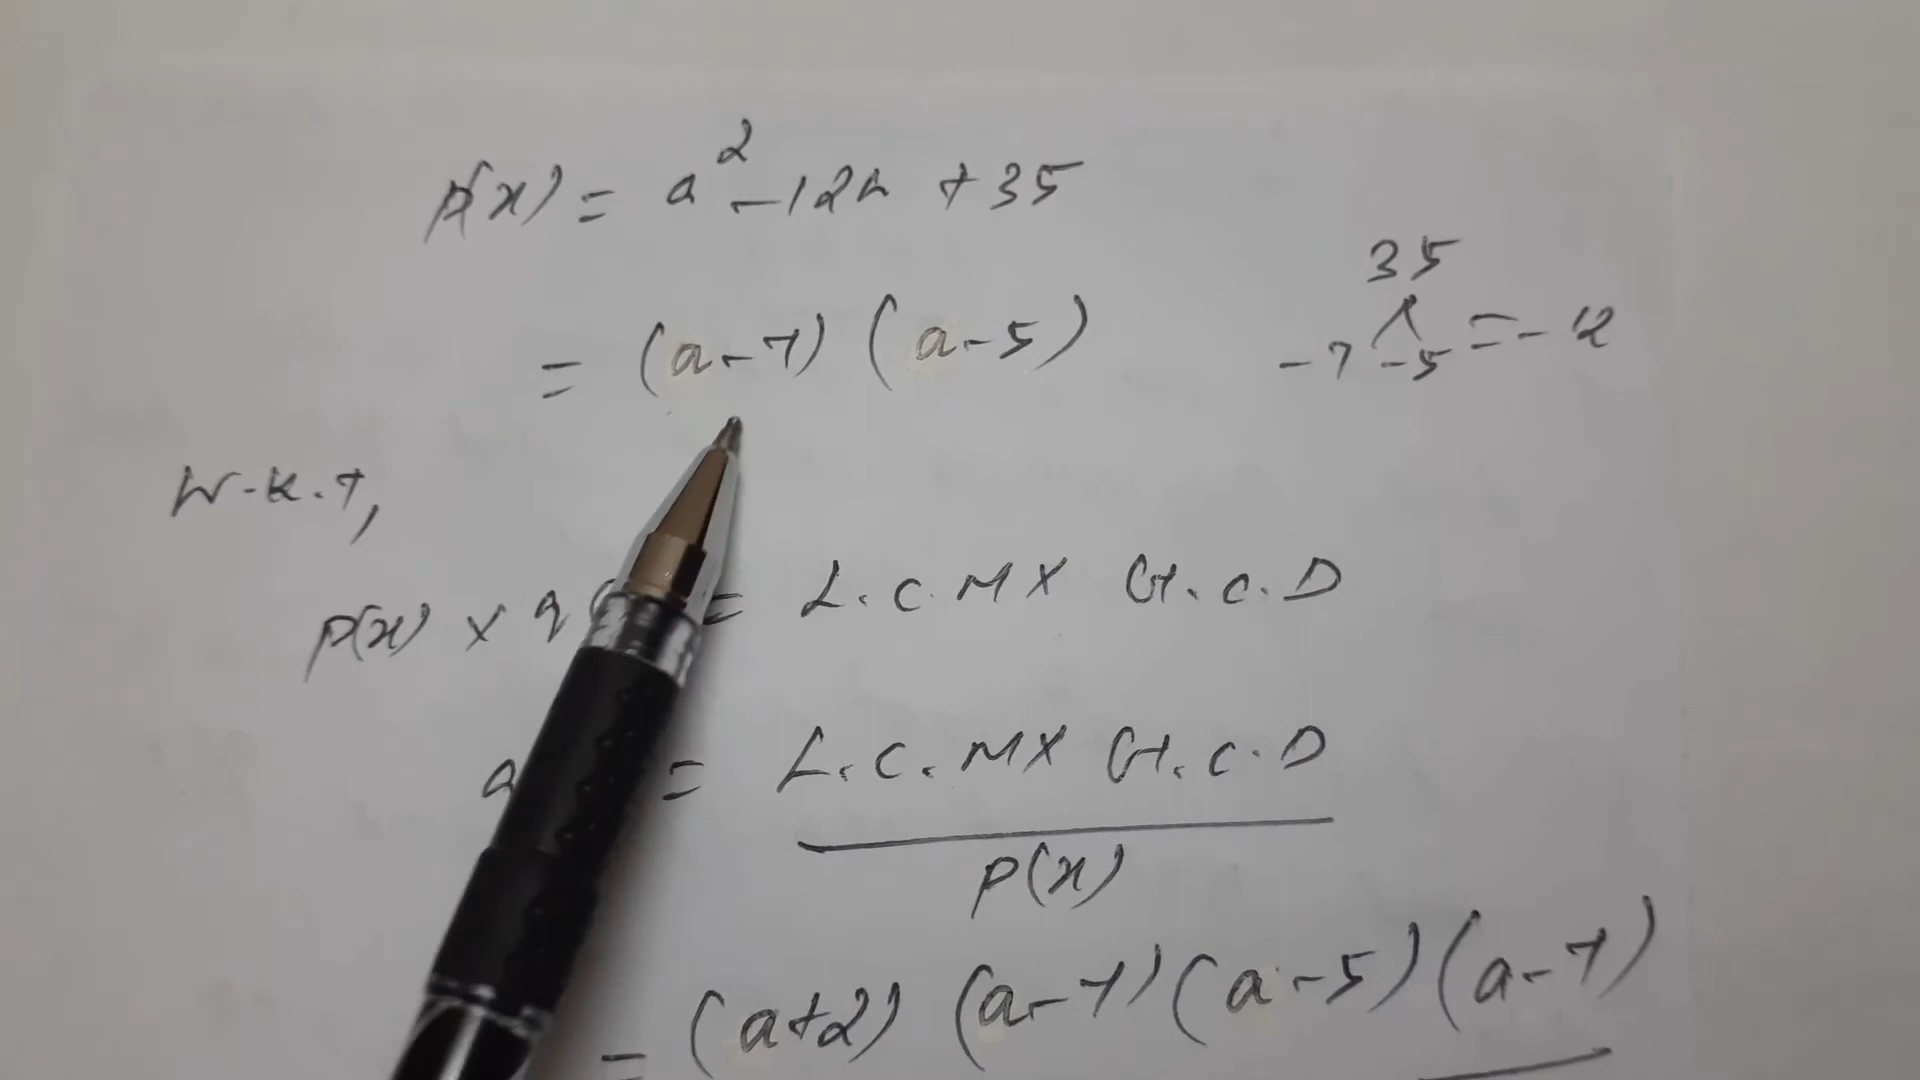 p(x) = a² - 12a + 35
= (a-7) (a-5)
35
-7 -5 = -12
W.K.T,
p(x) × q( = L.C.M X G.C.D
q = L.C.M X G.C.D
P(x)
= (a+2) (a-7) (a-5) (a-7)